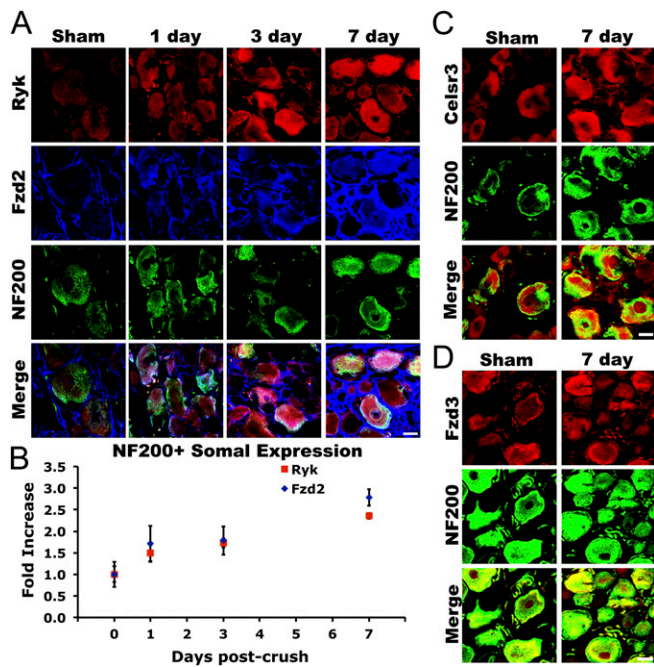 A
Sham 1 day 3 day 7 day
Ryk
Fzd2
NF200
Merge
B
NF200+ Somal Expression
Ryk
Fzd2
Fold Increase
3.5
3.0
2.5
2.0
1.5
1.0
0.5
0.0
0 1 2 3 4 5 6 7
Days post-crush
C
Sham 7 day
Celsr3
NF200
Merge
D
Sham 7 day
Fzd3
NF200
Merge